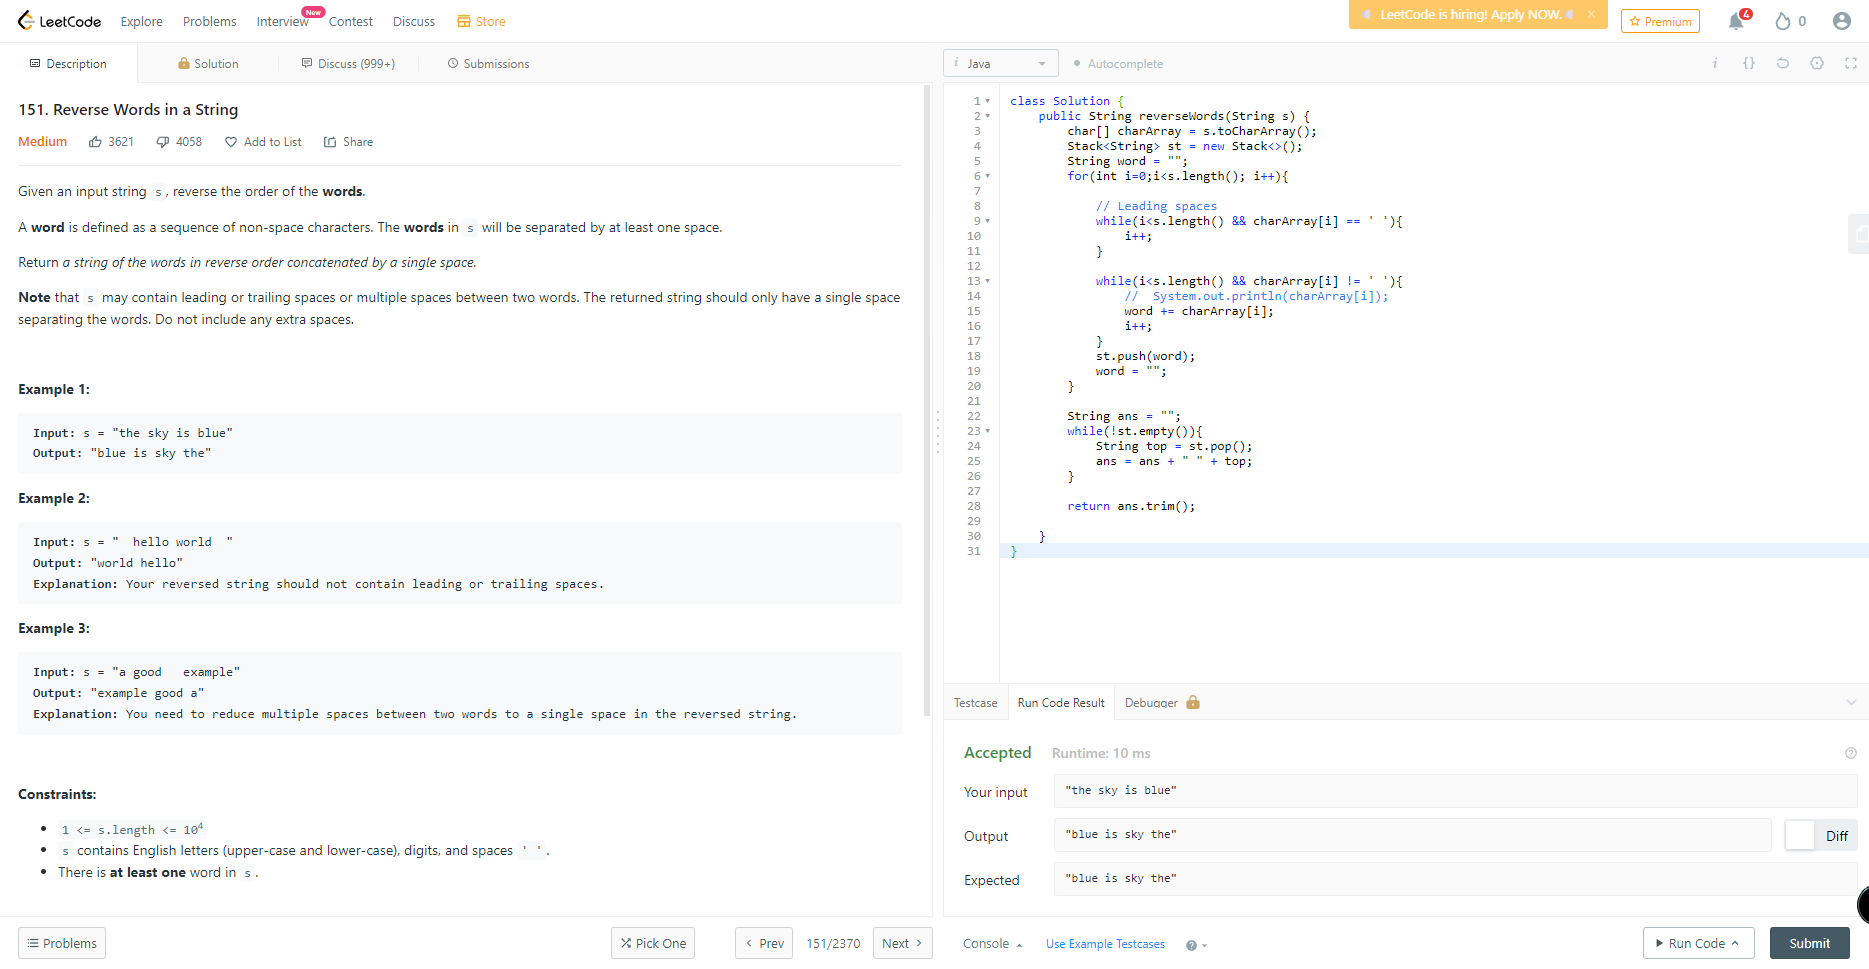 LeetCode Explore Problems Interview New Contest Discuss Store LeetCode is hiring! Apply NOW. × Premium 4 0
Description Solution Discuss (999+) Submissions
151. Reverse Words in a String
Medium 3621 4058 Add to List Share
Given an input string s, reverse the order of the words.
A word is defined as a sequence of non-space characters. The words in s will be separated by at least one space.
Return a string of the words in reverse order concatenated by a single space.
Note that s may contain leading or trailing spaces or multiple spaces between two words. The returned string should only have a single space
separating the words. Do not include any extra spaces.
Example 1:
Input: s = "the sky is blue"
Output: "blue is sky the"
Example 2:
Input: s = "  hello world  "
Output: "world hello"
Explanation: Your reversed string should not contain leading or trailing spaces.
Example 3:
Input: s = "a good   example"
Output: "example good a"
Explanation: You need to reduce multiple spaces between two words to a single space in the reversed string.
Constraints:
• 1 <= s.length <= 10⁴
• s contains English letters (upper-case and lower-case), digits, and spaces ' '.
• There is at least one word in s.
Problems Pick One Prev 151/2370 Next
i Java Autocomplete i {}
1 class Solution {
2     public String reverseWords(String s) {
3         char[] charArray = s.toCharArray();
4         Stack<String> st = new Stack<>();
5         String word = "";
6         for(int i=0;i<s.length(); i++){
7
8             // Leading spaces
9             while(i<s.length() && charArray[i] == ' '){
10                 i++;
11             }
12
13             while(i<s.length() && charArray[i] != ' '){
14                 //  System.out.println(charArray[i]);
15                 word += charArray[i];
16                 i++;
17             }
18             st.push(word);
19             word = "";
20         }
21
22         String ans = "";
23         while(!st.empty()){
24             String top = st.pop();
25             ans = ans + " " + top;
26         }
27
28         return ans.trim();
29
30     }
31 }
Testcase Run Code Result Debugger
Accepted Runtime: 10 ms
Your input "the sky is blue"
Output "blue is sky the" Diff
Expected "blue is sky the"
Console Use Example Testcases Run Code Submit